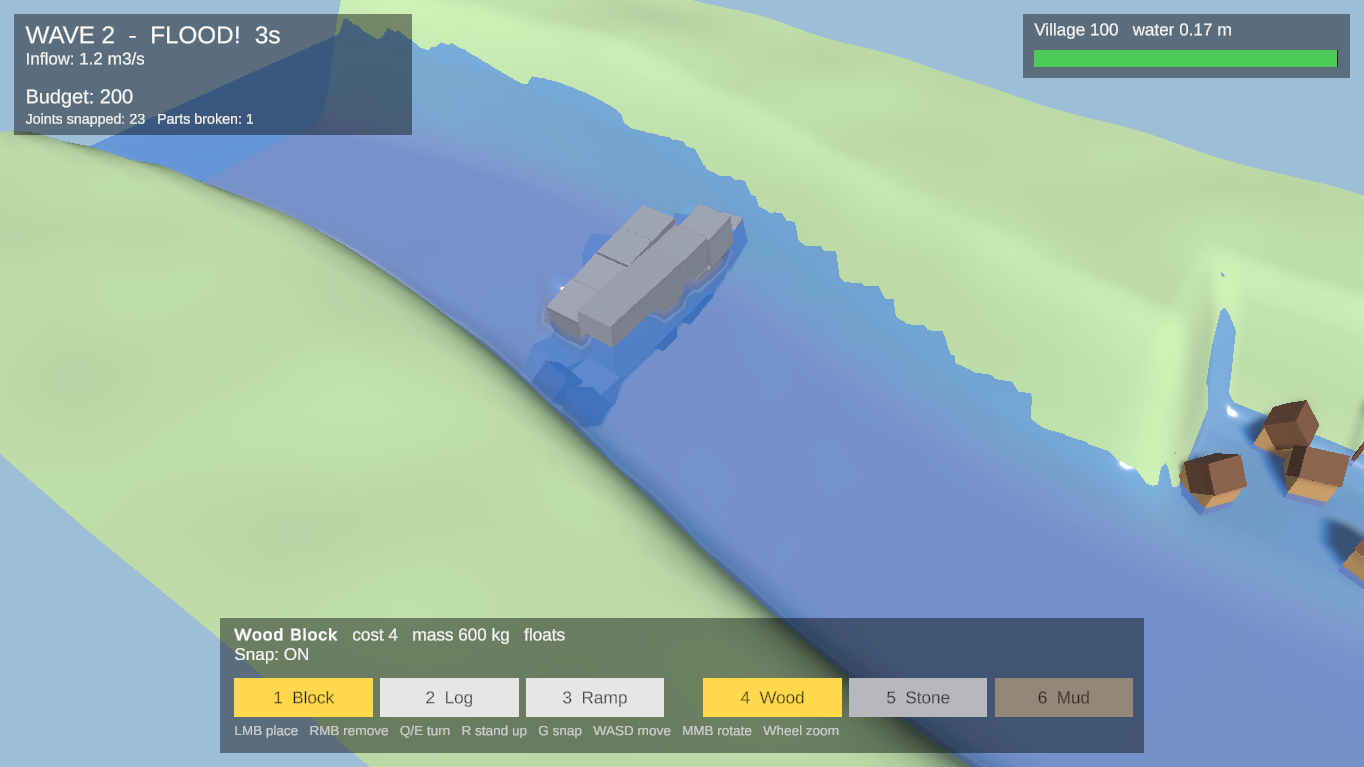 WAVE 2 - FLOOD! 3s
Inflow: 1.2 m3/s
Budget: 200
Joints snapped: 23 Parts broken: 1
Village 100 water 0.17 m
Wood Block cost 4 mass 600 kg floats
Snap: ON
1 Block 2 Log 3 Ramp 4 Wood 5 Stone 6 Mud
LMB place RMB remove Q/E turn R stand up G snap WASD move MMB rotate Wheel zoom